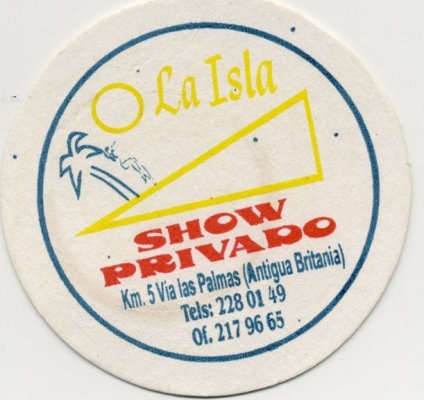 La Isla
SHOW
PRIVADO
Km. 5 Via las Palmas (Antigua Britania)
Tels: 228 01 49
Of. 217 96 65